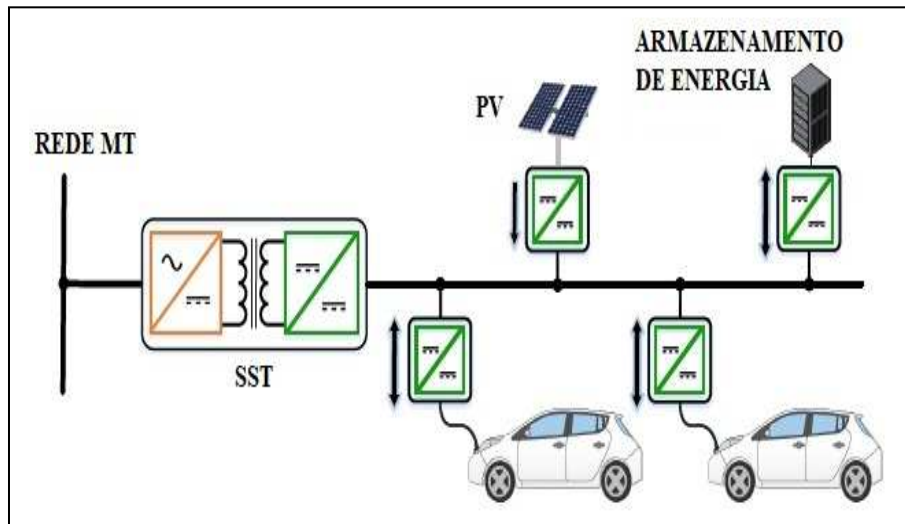 ARMAZENAMENTO
DE ENERGIA
PV
REDE MT
SST